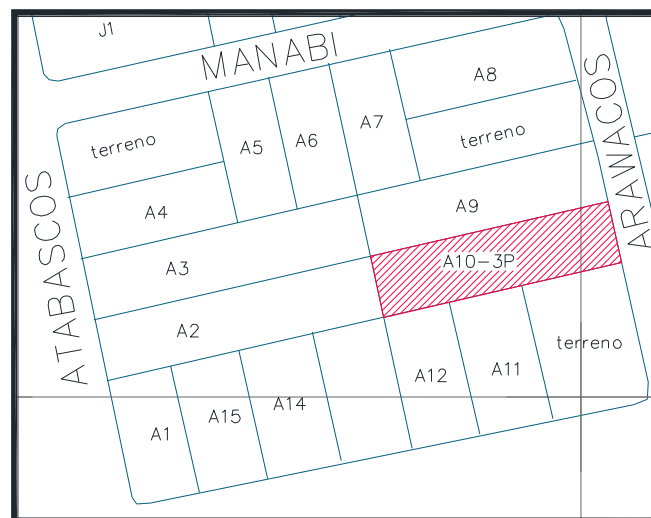 J1
MANABI
A8
ARAWACOS
terreno
A5
A6
A7
terreno
ATABASCOS
A4
A9
A3
A10-3P
A2
terreno
A12
A11
A1
A15
A14